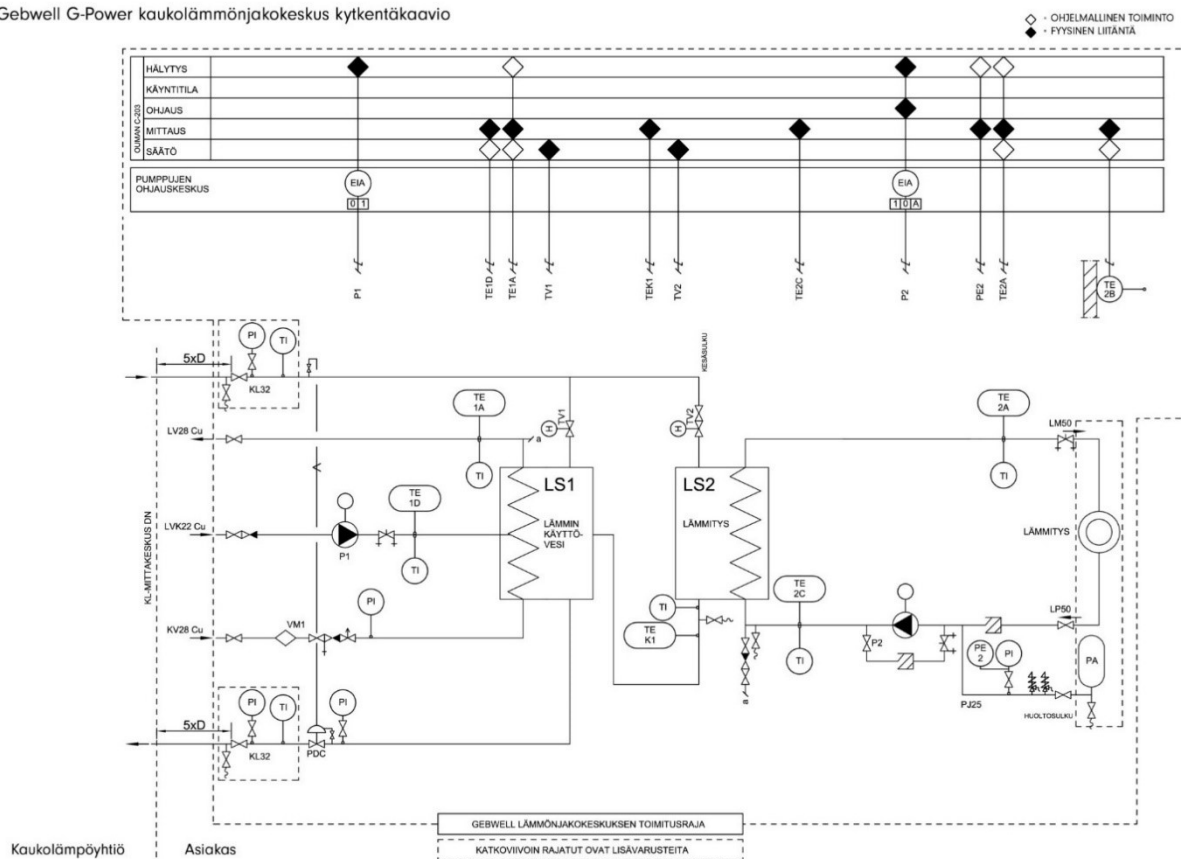 Gebwell G-Power kaukolämmönjakokeskus kytkentäkaavio
- OHJELMALLINEN TOIMINTO
- FYYSINEN LIITÄNTÄ
OUMAN C-203
HÄLYTYS
KÄYNTITILA
OHJAUS
MITTAUS
SÄÄTÖ
PUMPPUJEN
OHJAUSKESKUS
EIA
0 1
EIA
1 0 A
P1
TE1D
TE1A
TV1
TEK1
TV2
TE2C
P2
PE2
TE2A
TE
2B
5xD
PI
TI
KL32
KESÄSULKU
TE
1A
H
TV1
H
TV2
TE
2A
LM50
LV28 Cu
a
TI
TI
LS1
LÄMMIN
KÄYTTÖ-
VESI
LS2
LÄMMITYS
LÄMMITYS
TE
1D
LVK22 Cu
P1
TI
KL-MITTAKESKUS DN
KV28 Cu
VM1
PI
TI
TE
K1
TE
2C
TI
P2
LP50
PE
2
PI
PA
PJ25
HUOLTOSULKU
a
5xD
PI
TI
PI
KL32
PDC
GEBWELL LÄMMÖNJAKOKESKUKSEN TOIMITUSRAJA
KATKOVIIVOIN RAJATUT OVAT LISÄVARUSTEITA
Kaukolämpöyhtiö
Asiakas